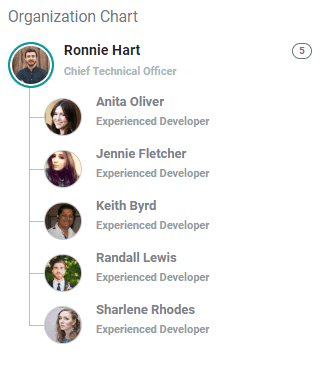 Organization Chart
Ronnie Hart
5
Chief Technical Officer
Anita Oliver
Experienced Developer
Jennie Fletcher
Experienced Developer
Keith Byrd
Experienced Developer
Randall Lewis
Experienced Developer
Sharlene Rhodes
Experienced Developer